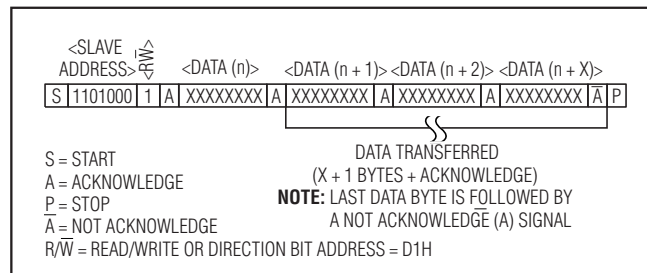 <SLAVE
ADDRESS> <RW̅> <DATA (n)> <DATA (n + 1)> <DATA (n + 2)> <DATA (n + X)>
S 1101000 1 A XXXXXXXX A XXXXXXXX A XXXXXXXX A XXXXXXXX A̅ P
S = START
A = ACKNOWLEDGE
P = STOP
A̅ = NOT ACKNOWLEDGE
R/W̅ = READ/WRITE OR DIRECTION BIT ADDRESS = D1H
DATA TRANSFERRED
(X + 1 BYTES + ACKNOWLEDGE)
NOTE: LAST DATA BYTE IS FOLLOWED BY
A NOT ACKNOWLEDGE (A̅) SIGNAL